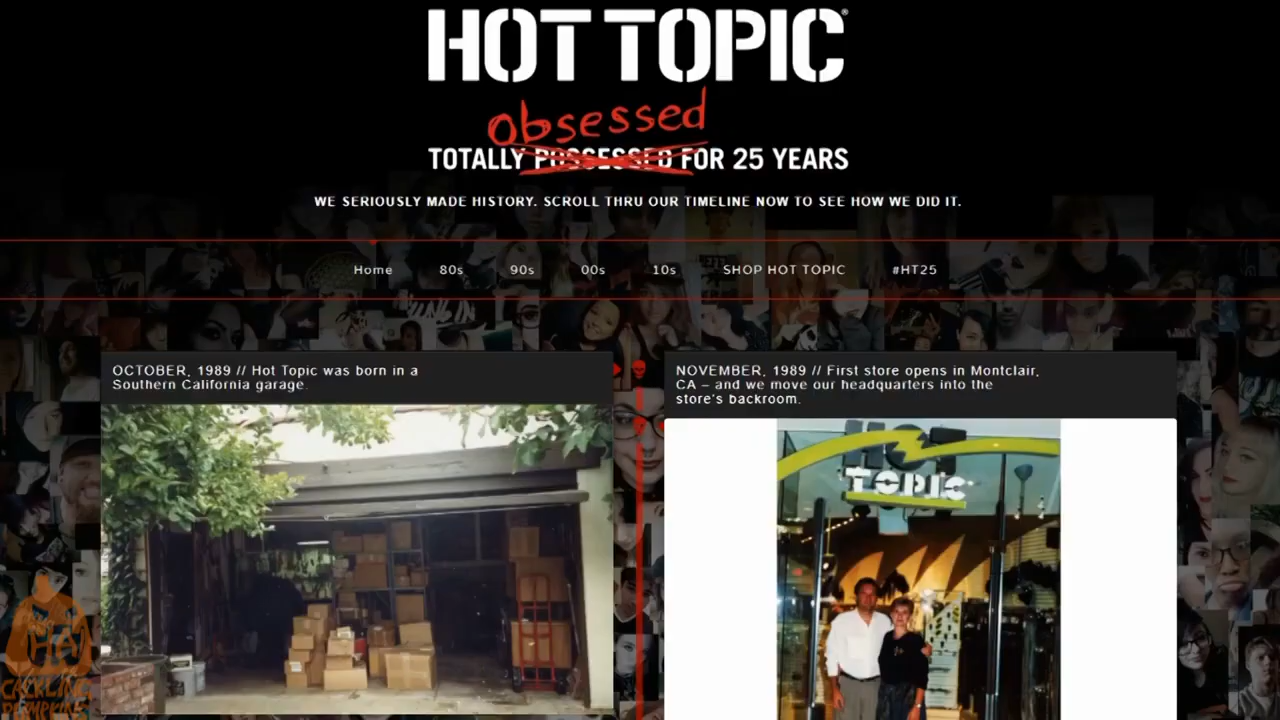 HOT TOPIC®
obsessed
TOTALLY POSSESSED FOR 25 YEARS
WE SERIOUSLY MADE HISTORY. SCROLL THRU OUR TIMELINE NOW TO SEE HOW WE DID IT.
Home 80s 90s 00s 10s SHOP HOT TOPIC #HT25
OCTOBER, 1989 // Hot Topic was born in a
Southern California garage.
NOVEMBER, 1989 // First store opens in Montclair,
CA – and we move our headquarters into the
store's backroom.
HOT
TOPIC
CACKLING
PUMPKINS